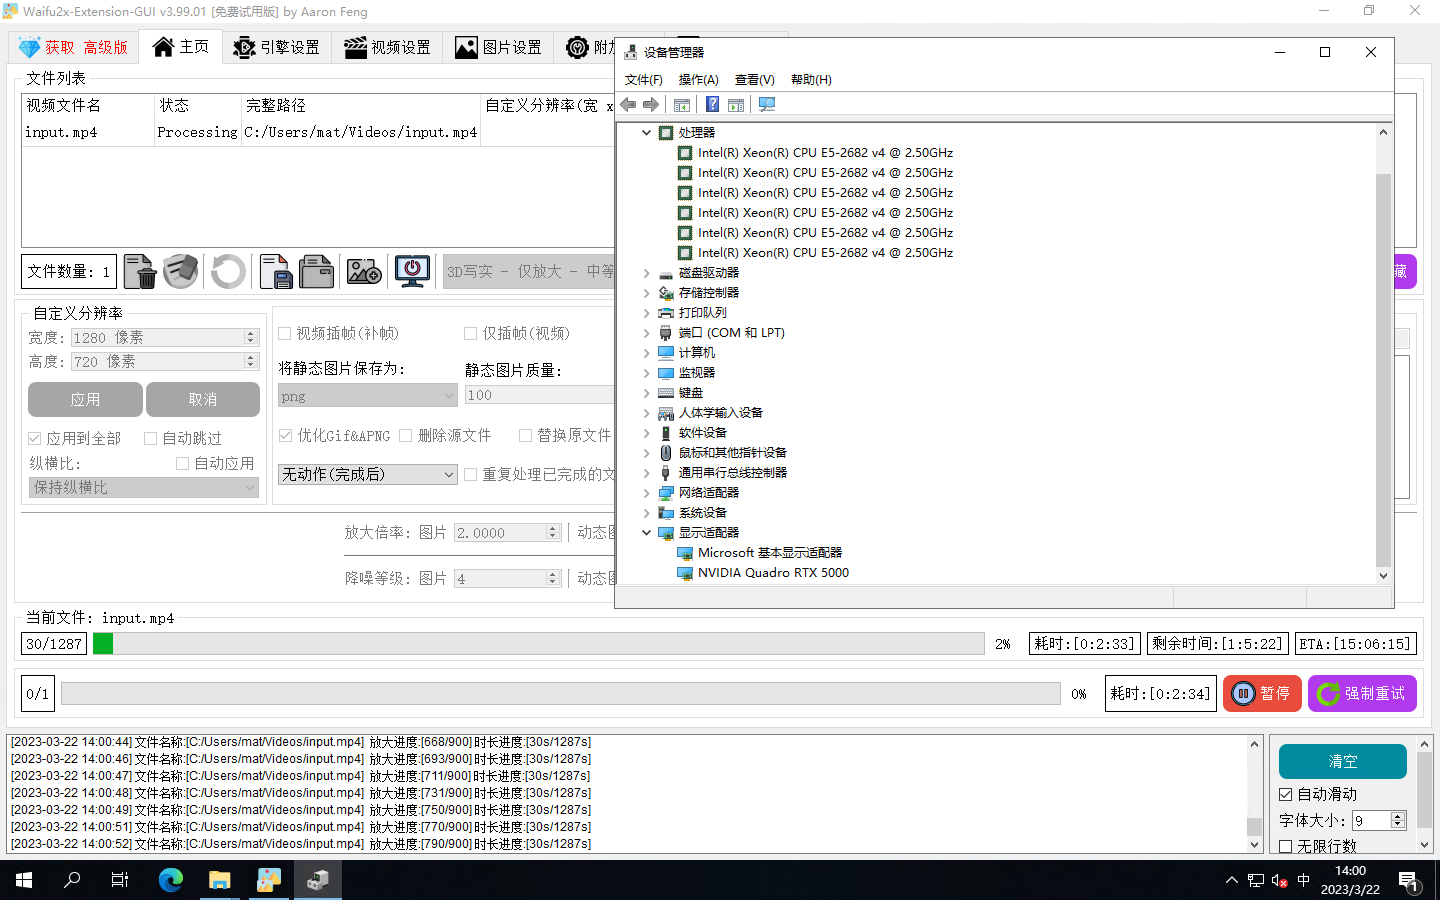 Waifu2x-Extension-GUI v3.99.01 [免费试用版] by Aaron Feng
获取 高级版
主页
引擎设置
视频设置
图片设置
附加
文件列表
视频文件名
状态
完整路径
自定义分辨率(宽 x
input.mp4
Processing
C:/Users/mat/Videos/input.mp4
文件数量: 1
3D写实 - 仅放大 - 中等
藏
自定义分辨率
宽度: 1280 像素
高度: 720 像素
应用
取消
应用到全部
自动跳过
纵横比:
自动应用
保持纵横比
视频插帧(补帧)
仅插帧(视频)
将静态图片保存为:
静态图片质量:
png
100
优化Gif&APNG
删除源文件
替换原文件
无动作(完成后)
重复处理已完成的文
放大倍率: 图片 2.0000
动态图
降噪等级: 图片 4
动态图
设备管理器
文件(F) 操作(A) 查看(V) 帮助(H)
处理器
Intel(R) Xeon(R) CPU E5-2682 v4 @ 2.50GHz
Intel(R) Xeon(R) CPU E5-2682 v4 @ 2.50GHz
Intel(R) Xeon(R) CPU E5-2682 v4 @ 2.50GHz
Intel(R) Xeon(R) CPU E5-2682 v4 @ 2.50GHz
Intel(R) Xeon(R) CPU E5-2682 v4 @ 2.50GHz
Intel(R) Xeon(R) CPU E5-2682 v4 @ 2.50GHz
磁盘驱动器
存储控制器
打印队列
端口 (COM 和 LPT)
计算机
监视器
键盘
人体学输入设备
软件设备
鼠标和其他指针设备
通用串行总线控制器
网络适配器
系统设备
显示适配器
Microsoft 基本显示适配器
NVIDIA Quadro RTX 5000
当前文件: input.mp4
30/1287
2%
耗时:[0:2:33]
剩余时间:[1:5:22]
ETA:[15:06:15]
0/1
0%
耗时:[0:2:34]
暂停
强制重试
[2023-03-22 14:00:44] 文件名称:[C:/Users/mat/Videos/input.mp4] 放大进度:[668/900] 时长进度:[30s/1287s]
[2023-03-22 14:00:46] 文件名称:[C:/Users/mat/Videos/input.mp4] 放大进度:[693/900] 时长进度:[30s/1287s]
[2023-03-22 14:00:47] 文件名称:[C:/Users/mat/Videos/input.mp4] 放大进度:[711/900] 时长进度:[30s/1287s]
[2023-03-22 14:00:48] 文件名称:[C:/Users/mat/Videos/input.mp4] 放大进度:[731/900] 时长进度:[30s/1287s]
[2023-03-22 14:00:49] 文件名称:[C:/Users/mat/Videos/input.mp4] 放大进度:[750/900] 时长进度:[30s/1287s]
[2023-03-22 14:00:51] 文件名称:[C:/Users/mat/Videos/input.mp4] 放大进度:[770/900] 时长进度:[30s/1287s]
[2023-03-22 14:00:52] 文件名称:[C:/Users/mat/Videos/input.mp4] 放大进度:[790/900] 时长进度:[30s/1287s]
清空
自动滑动
字体大小: 9
无限行数
中
14:00
2023/3/22
1